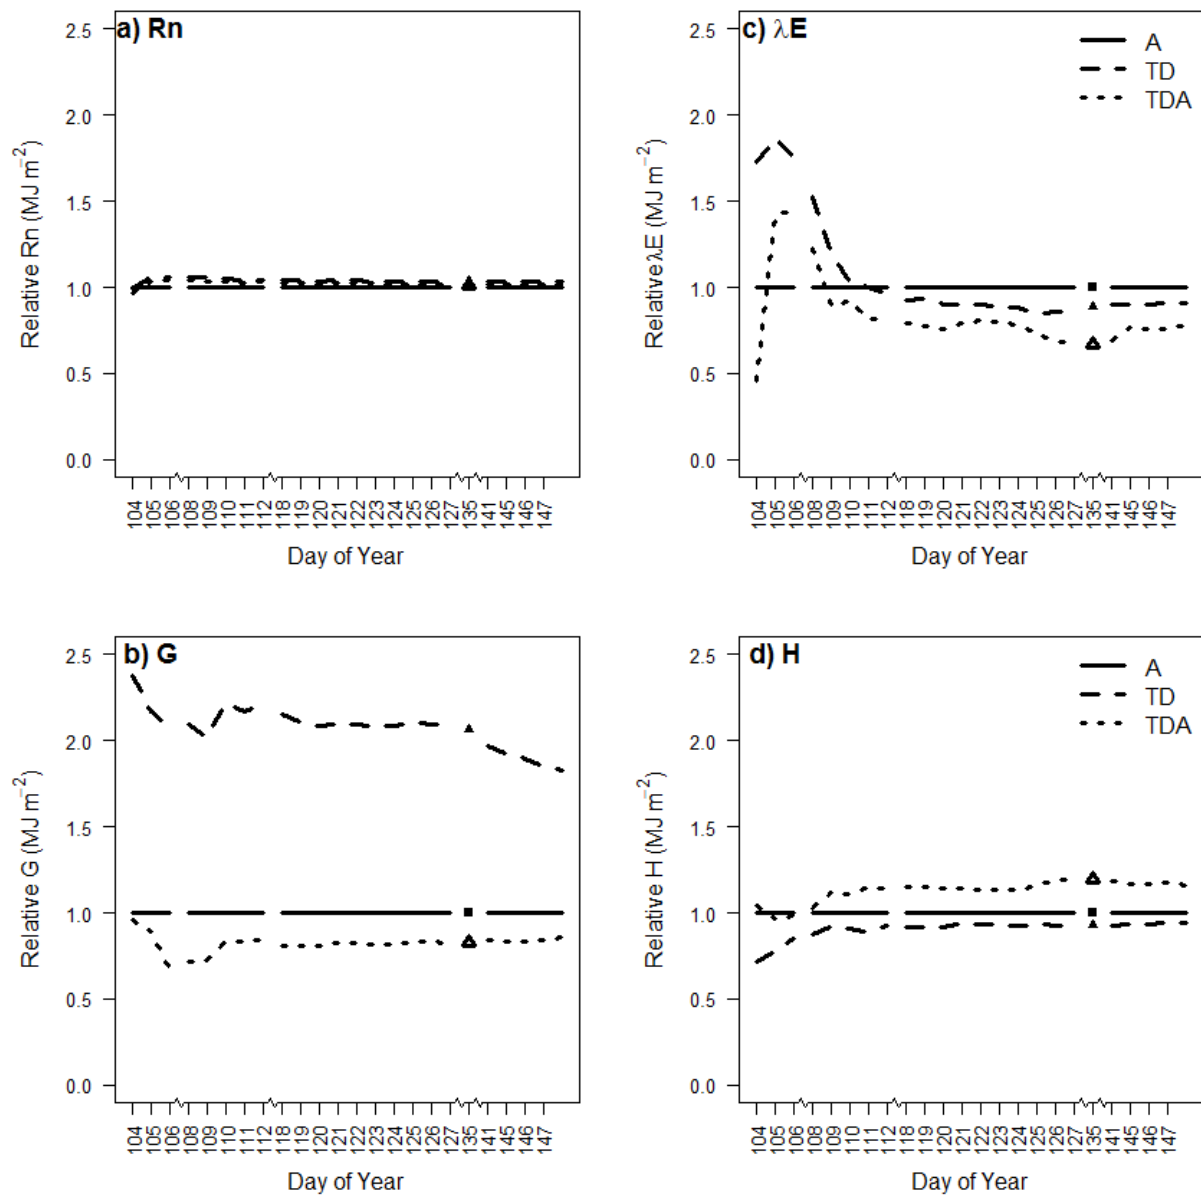 a) Rn
2.5
2.0
1.5
1.0
0.5
0.0
Relative Rn (MJ m⁻²)
104 105 106 108 109 110 111 112 118 119 120 121 122 123 124 125 126 127 135 141 145 146 147
Day of Year
c) λE
2.5
2.0
1.5
1.0
0.5
0.0
Relative λE (MJ m⁻²)
A
TD
TDA
104 105 106 108 109 110 111 112 118 119 120 121 122 123 124 125 126 127 135 141 145 146 147
Day of Year
b) G
2.5
2.0
1.5
1.0
0.5
0.0
Relative G (MJ m⁻²)
104 105 106 108 109 110 111 112 118 119 120 121 122 123 124 125 126 127 135 141 145 146 147
Day of Year
d) H
2.5
2.0
1.5
1.0
0.5
0.0
Relative H (MJ m⁻²)
A
TD
TDA
104 105 106 108 109 110 111 112 118 119 120 121 122 123 124 125 126 127 135 141 145 146 147
Day of Year